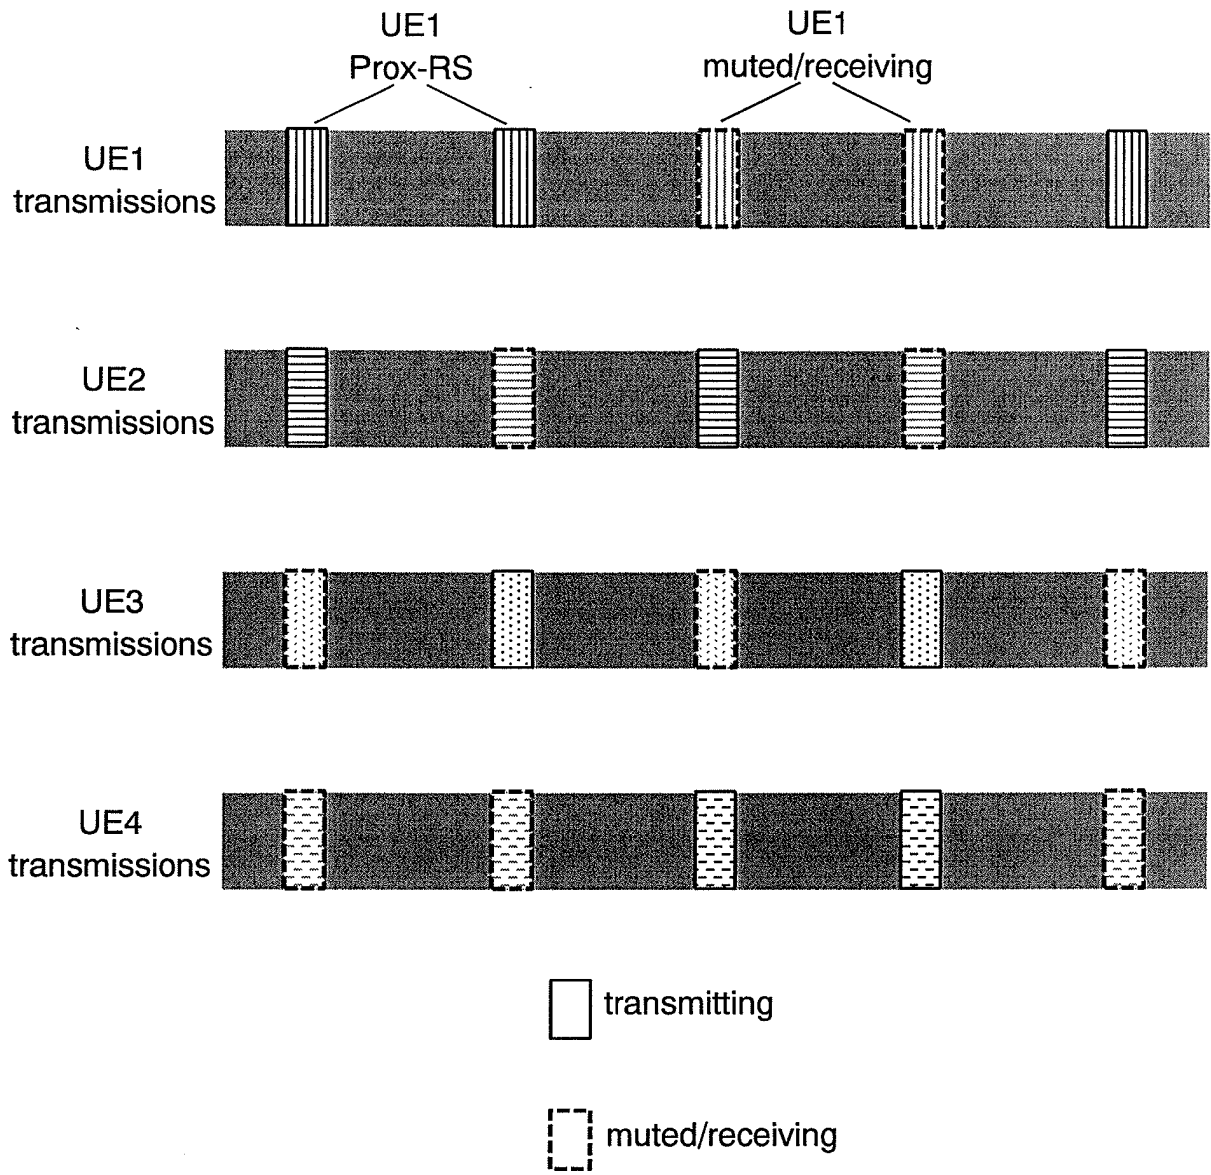 UE1
Prox-RS
UE1
muted/receiving
UE1
transmissions
UE2
transmissions
UE3
transmissions
UE4
transmissions
transmitting
muted/receiving